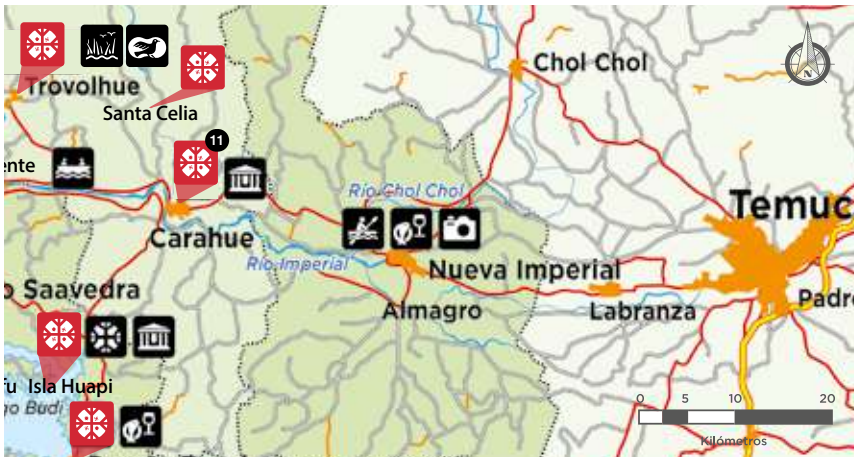 Chol Chol
N
Trovolhue
Santa Celia
11
ente
Río Chol Chol
Temuc
Carahue
Río Imperial
Nueva Imperial
o Saavedra
Almagro
Labranza
Padre
Isla Huapi
go Budi
0 5 10 20
Kilómetros